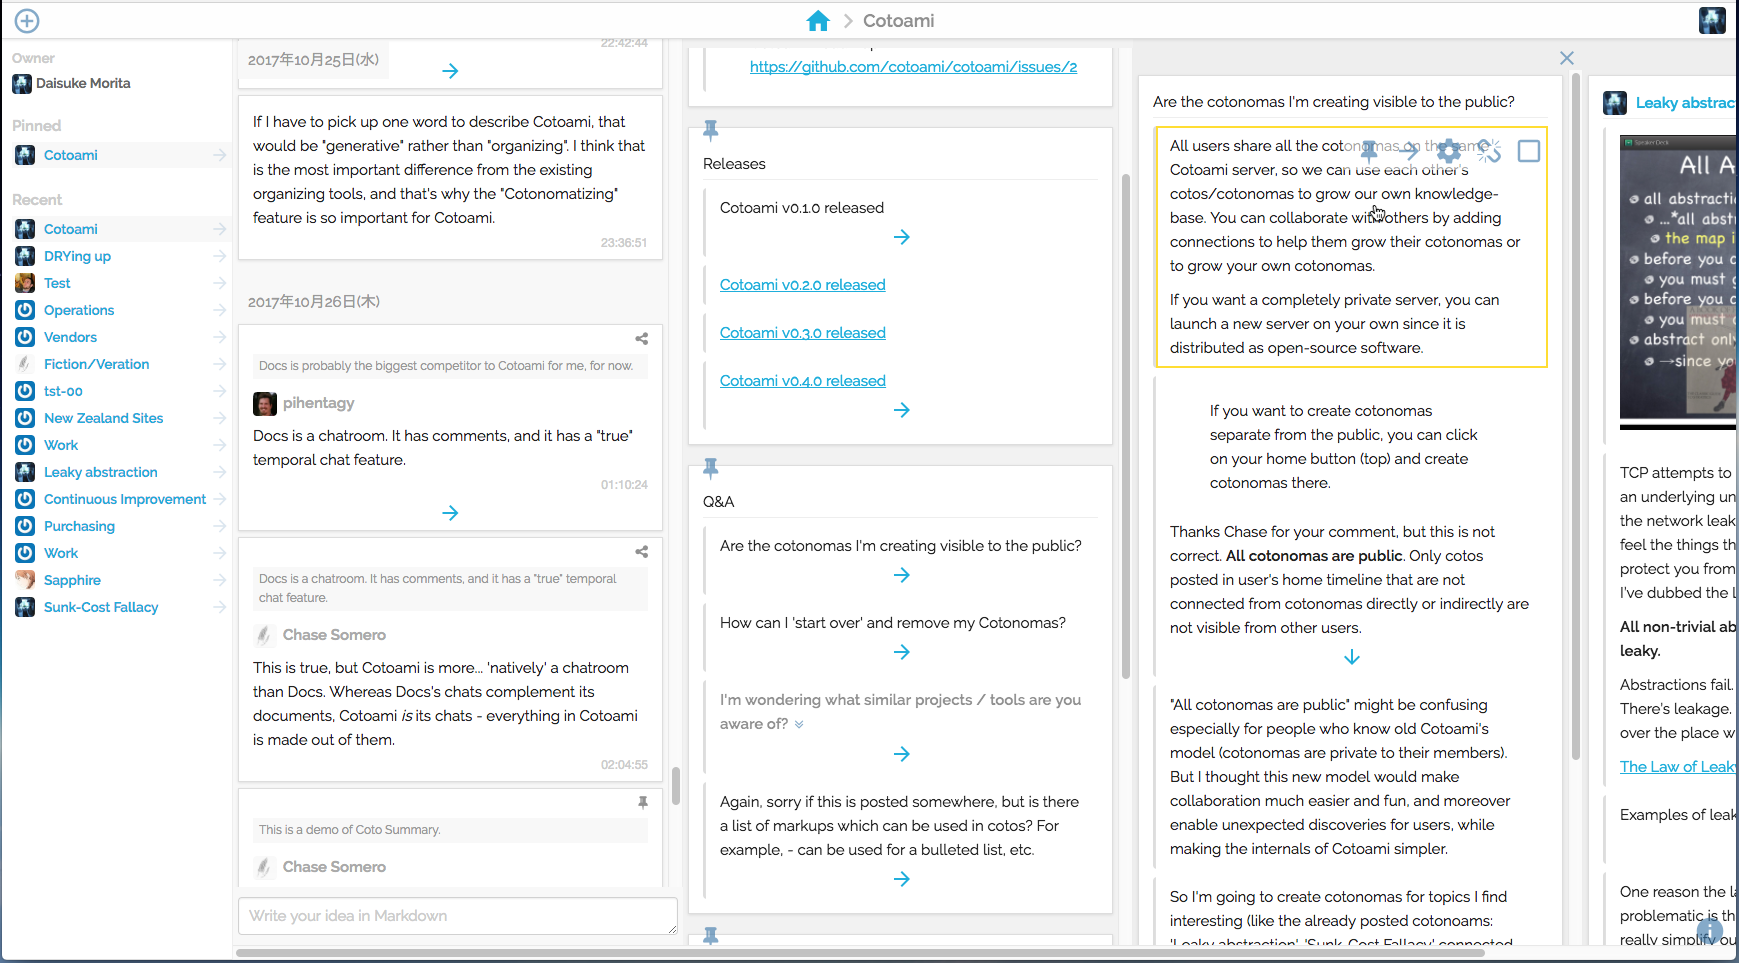 Cotoami
Owner
Daisuke Morita
Pinned
Cotoami
Recent
Cotoami
DRYing up
Test
Operations
Vendors
Fiction/Veration
tst-00
New Zealand Sites
Work
Leaky abstraction
Continuous Improvement
Purchasing
Work
Sapphire
Sunk-Cost Fallacy
22:42:44
2017年10月25日(水)
If I have to pick up one word to describe Cotoami, that
would be "generative" rather than "organizing". I think that
is the most important difference from the existing
organizing tools, and that's why the "Cotonomatizing"
feature is so important for Cotoami.
23:36:51
2017年10月26日(木)
Docs is probably the biggest competitor to Cotoami for me, for now.
pihentagy
Docs is a chatroom. It has comments, and it has a "true"
temporal chat feature.
01:10:24
Docs is a chatroom. It has comments, and it has a "true" temporal
chat feature.
Chase Somero
This is true, but Cotoami is more... 'natively' a chatroom
than Docs. Whereas Docs's chats complement its
documents, Cotoami is its chats - everything in Cotoami
is made out of them.
02:04:55
This is a demo of Coto Summary.
Chase Somero
Write your idea in Markdown
https://github.com/cotoami/cotoami/issues/2
Releases
Cotoami v0.1.0 released
Cotoami v0.2.0 released
Cotoami v0.3.0 released
Cotoami v0.4.0 released
Q&A
Are the cotonomas I'm creating visible to the public?
How can I 'start over' and remove my Cotonomas?
I'm wondering what similar projects / tools are you
aware of?
Again, sorry if this is posted somewhere, but is there
a list of markups which can be used in cotos? For
example, - can be used for a bulleted list, etc.
Are the cotonomas I'm creating visible to the public?
All users share all the cotonomas on the same
Cotoami server, so we can use each other's
cotos/cotonomas to grow our own knowledge-
base. You can collaborate with others by adding
connections to help them grow their cotonomas or
to grow your own cotonomas.
If you want a completely private server, you can
launch a new server on your own since it is
distributed as open-source software.
If you want to create cotonomas
separate from the public, you can click
on your home button (top) and create
cotonomas there.
Thanks Chase for your comment, but this is not
correct. All cotonomas are public. Only cotos
posted in user's home timeline that are not
connected from cotonomas directly or indirectly are
not visible from other users.
"All cotonomas are public" might be confusing
especially for people who know old Cotoami's
model (cotonomas are private to their members).
But I thought this new model would make
collaboration much easier and fun, and moreover
enable unexpected discoveries for users, while
making the internals of Cotoami simpler.
So I'm going to create cotonomas for topics I find
interesting (like the already posted cotonoams:
'Leaky abstraction', 'Sunk-Cost Fallacy' connected
Leaky abstrac
Speaker Deck
All A
all abstracti
...*all abst
the map i
before you
you must
before you
you must
abstract onl
→since yo
TCP attempts to
an underlying un
the network leak
feel the things th
protect you from
I've dubbed the
All non-trivial ab
leaky.
Abstractions fail.
There's leakage.
over the place w
The Law of Leak
Examples of leak
One reason the
problematic is th
really simplify ou